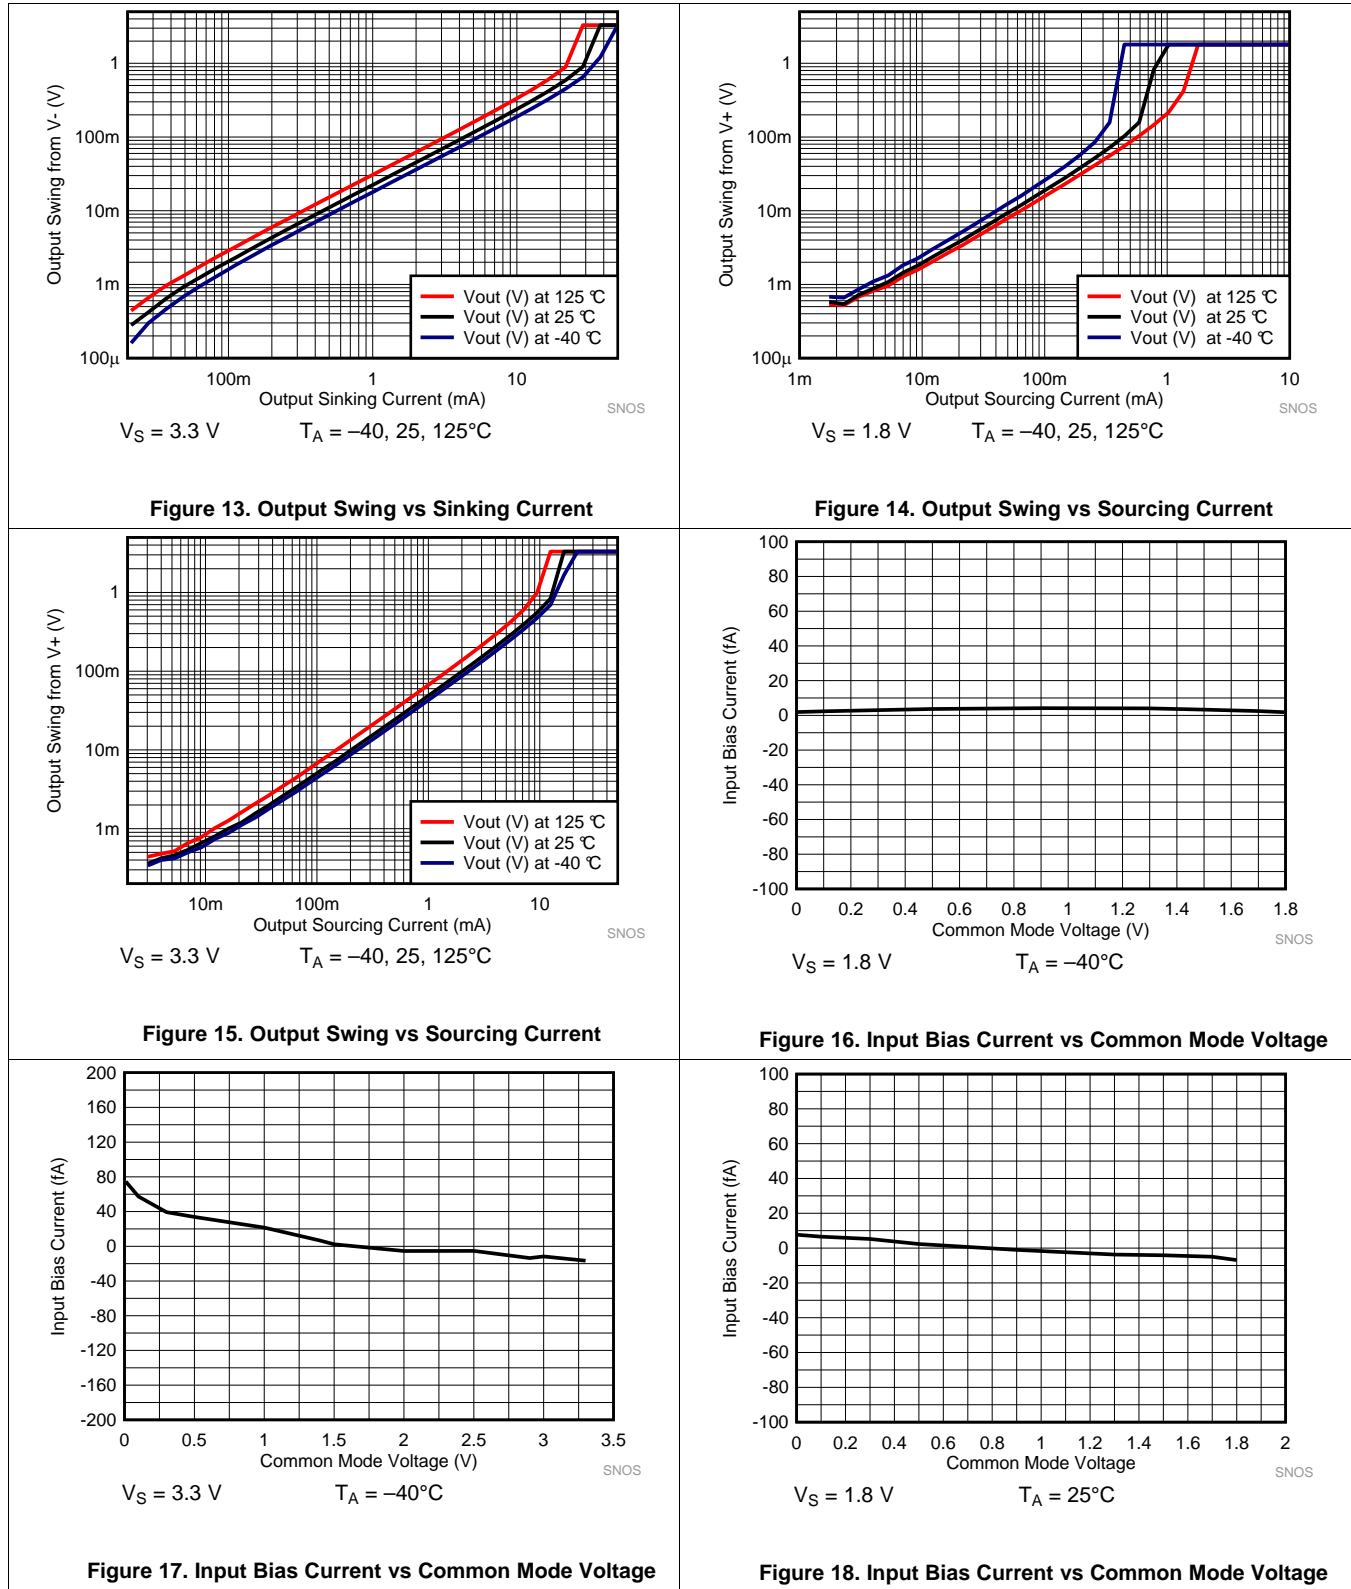 Output Swing from V- (V)
1
100m
10m
1m
100µ
Vout (V) at 125 °C
Vout (V) at 25 °C
Vout (V) at -40 °C
100m 1 10
Output Sinking Current (mA)
SNOS
VS = 3.3 V TA = –40, 25, 125°C
Figure 13. Output Swing vs Sinking Current
Output Swing from V+ (V)
1
100m
10m
1m
100µ
Vout (V) at 125 °C
Vout (V) at 25 °C
Vout (V) at -40 °C
1m 10m 100m 1 10
Output Sourcing Current (mA)
SNOS
VS = 1.8 V TA = –40, 25, 125°C
Figure 14. Output Swing vs Sourcing Current
Output Swing from V+ (V)
1
100m
10m
1m
Vout (V) at 125 °C
Vout (V) at 25 °C
Vout (V) at -40 °C
10m 100m 1 10
Output Sourcing Current (mA)
SNOS
VS = 3.3 V TA = –40, 25, 125°C
Figure 15. Output Swing vs Sourcing Current
Input Bias Current (fA)
100
80
60
40
20
0
-20
-40
-60
-80
-100
0 0.2 0.4 0.6 0.8 1 1.2 1.4 1.6 1.8
Common Mode Voltage (V)
SNOS
VS = 1.8 V TA = –40°C
Figure 16. Input Bias Current vs Common Mode Voltage
Input Bias Current (fA)
200
160
120
80
40
0
-40
-80
-120
-160
-200
0 0.5 1 1.5 2 2.5 3 3.5
Common Mode Voltage (V)
SNOS
VS = 3.3 V TA = –40°C
Figure 17. Input Bias Current vs Common Mode Voltage
Input Bias Current (fA)
100
80
60
40
20
0
-20
-40
-60
-80
-100
0 0.2 0.4 0.6 0.8 1 1.2 1.4 1.6 1.8 2
Common Mode Voltage
SNOS
VS = 1.8 V TA = 25°C
Figure 18. Input Bias Current vs Common Mode Voltage